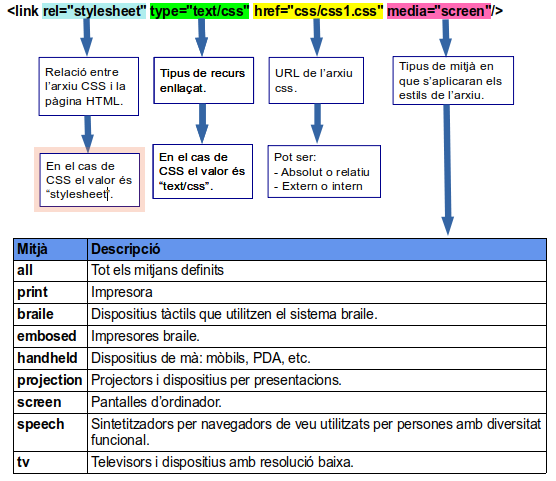 <link rel="stylesheet" type="text/css" href="css/css1.css" media="screen"/>
Relació entre
l'arxiu CSS i la
pàgina HTML.
Tipus de recurs
enllaçat.
URL de l'arxiu
css.
Tipus de mitjà en
que s'aplicaran els
estils de l'arxiu.
En el cas de
CSS el valor és
“stylesheet”.
En el cas de
CSS el valor és
“text/css”.
Pot ser:
- Absolut o relatiu
- Extern o intern
Mitjà Descripció
all Tot els mitjans definits
print Impresora
braile Dispositius tàctils que utilitzen el sistema braile.
embosed Impresores braile.
handheld Dispositius de mà: mòbils, PDA, etc.
projection Projectors i dispositius per presentacions.
screen Pantalles d'ordinador.
speech Sintetitzadors per navegadors de veu utilitzats per persones amb diversitat
funcional.
tv Televisors i dispositius amb resolució baixa.